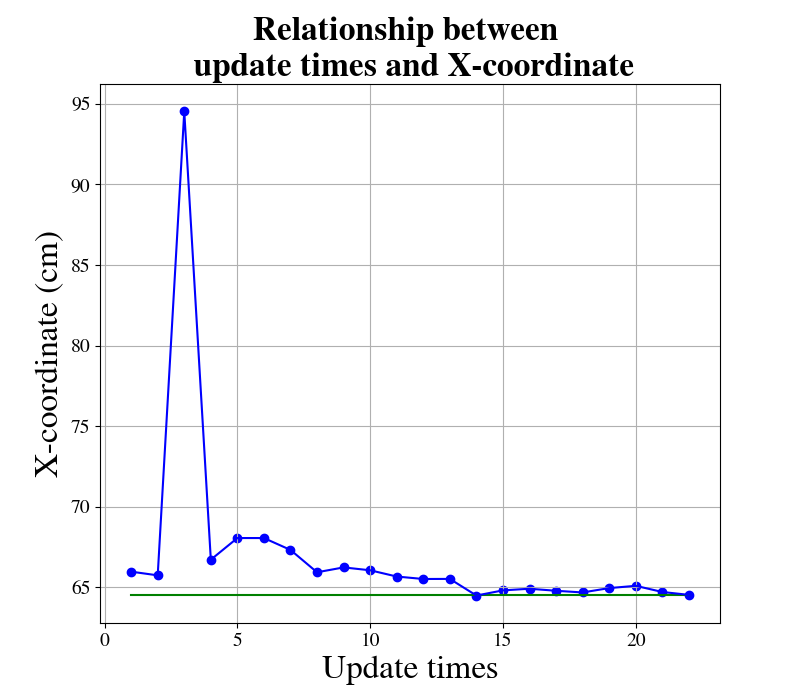 Relationship between
update times and X-coordinate
X-coordinate (cm)
95
90
85
80
75
70
65
0 5 10 15 20
Update times